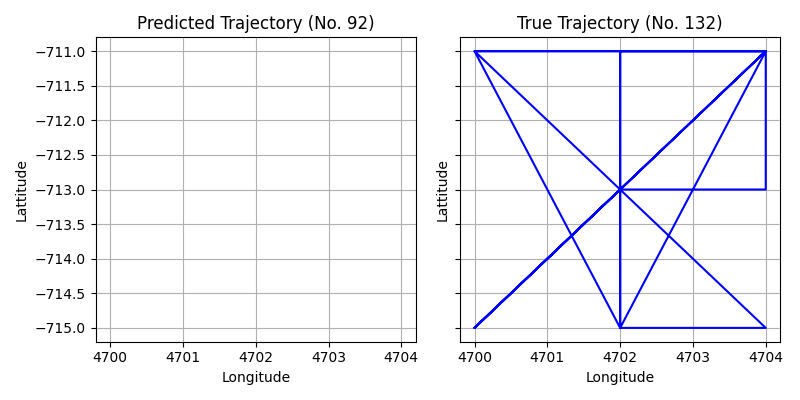 Predicted Trajectory (No. 92)
True Trajectory (No. 132)
−711.0
−711.5
−712.0
−712.5
−713.0
−713.5
−714.0
−714.5
−715.0
Lattitude
Lattitude
4700 4701 4702 4703 4704
4700 4701 4702 4703 4704
Longitude
Longitude